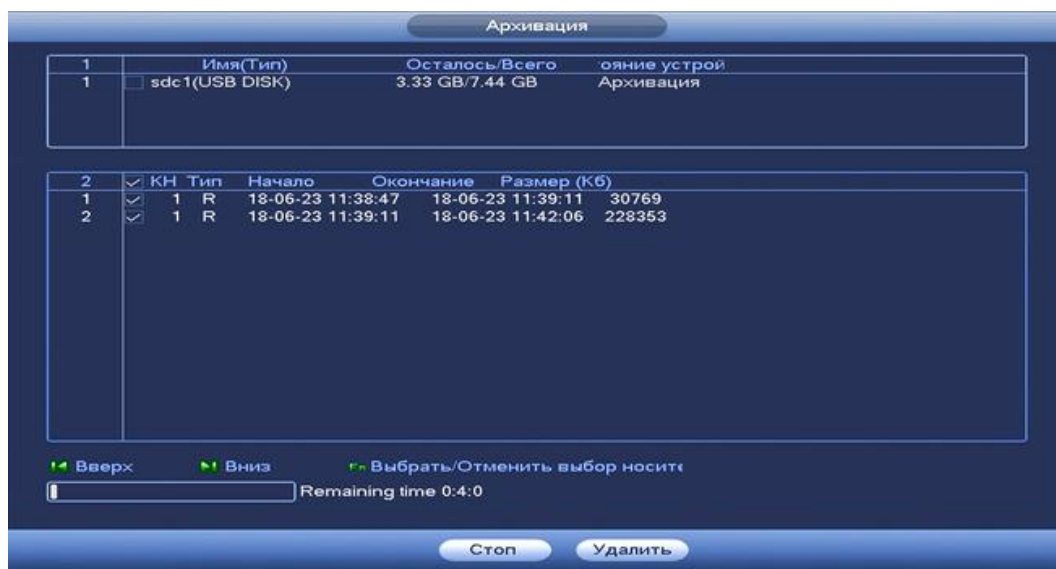 Архивация
1 Имя(Тип) Осталось/Всего ояние устрой
1 sdc1(USB DISK) 3.33 GB/7.44 GB Архивация
2 КН Тип Начало Окончание Размер (Кб)
1 1 R 18-06-23 11:38:47 18-06-23 11:39:11 30769
2 1 R 18-06-23 11:39:11 18-06-23 11:42:06 228353
Вверх Вниз Fn Выбрать/Отменить выбор носите
Remaining time 0:4:0
Стоп Удалить